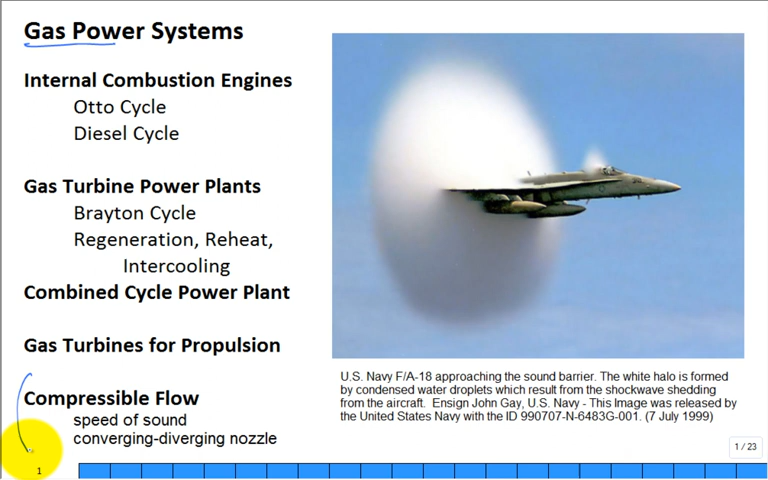 Gas Power Systems
Internal Combustion Engines
Otto Cycle
Diesel Cycle
Gas Turbine Power Plants
Brayton Cycle
Regeneration, Reheat,
Intercooling
Combined Cycle Power Plant
Gas Turbines for Propulsion
Compressible Flow
speed of sound
converging-diverging nozzle
U.S. Navy F/A-18 approaching the sound barrier. The white halo is formed
by condensed water droplets which result from the shockwave shedding
from the aircraft. Ensign John Gay, U.S. Navy - This Image was released by
the United States Navy with the ID 990707-N-6483G-001. (7 July 1999)
1 / 23
1